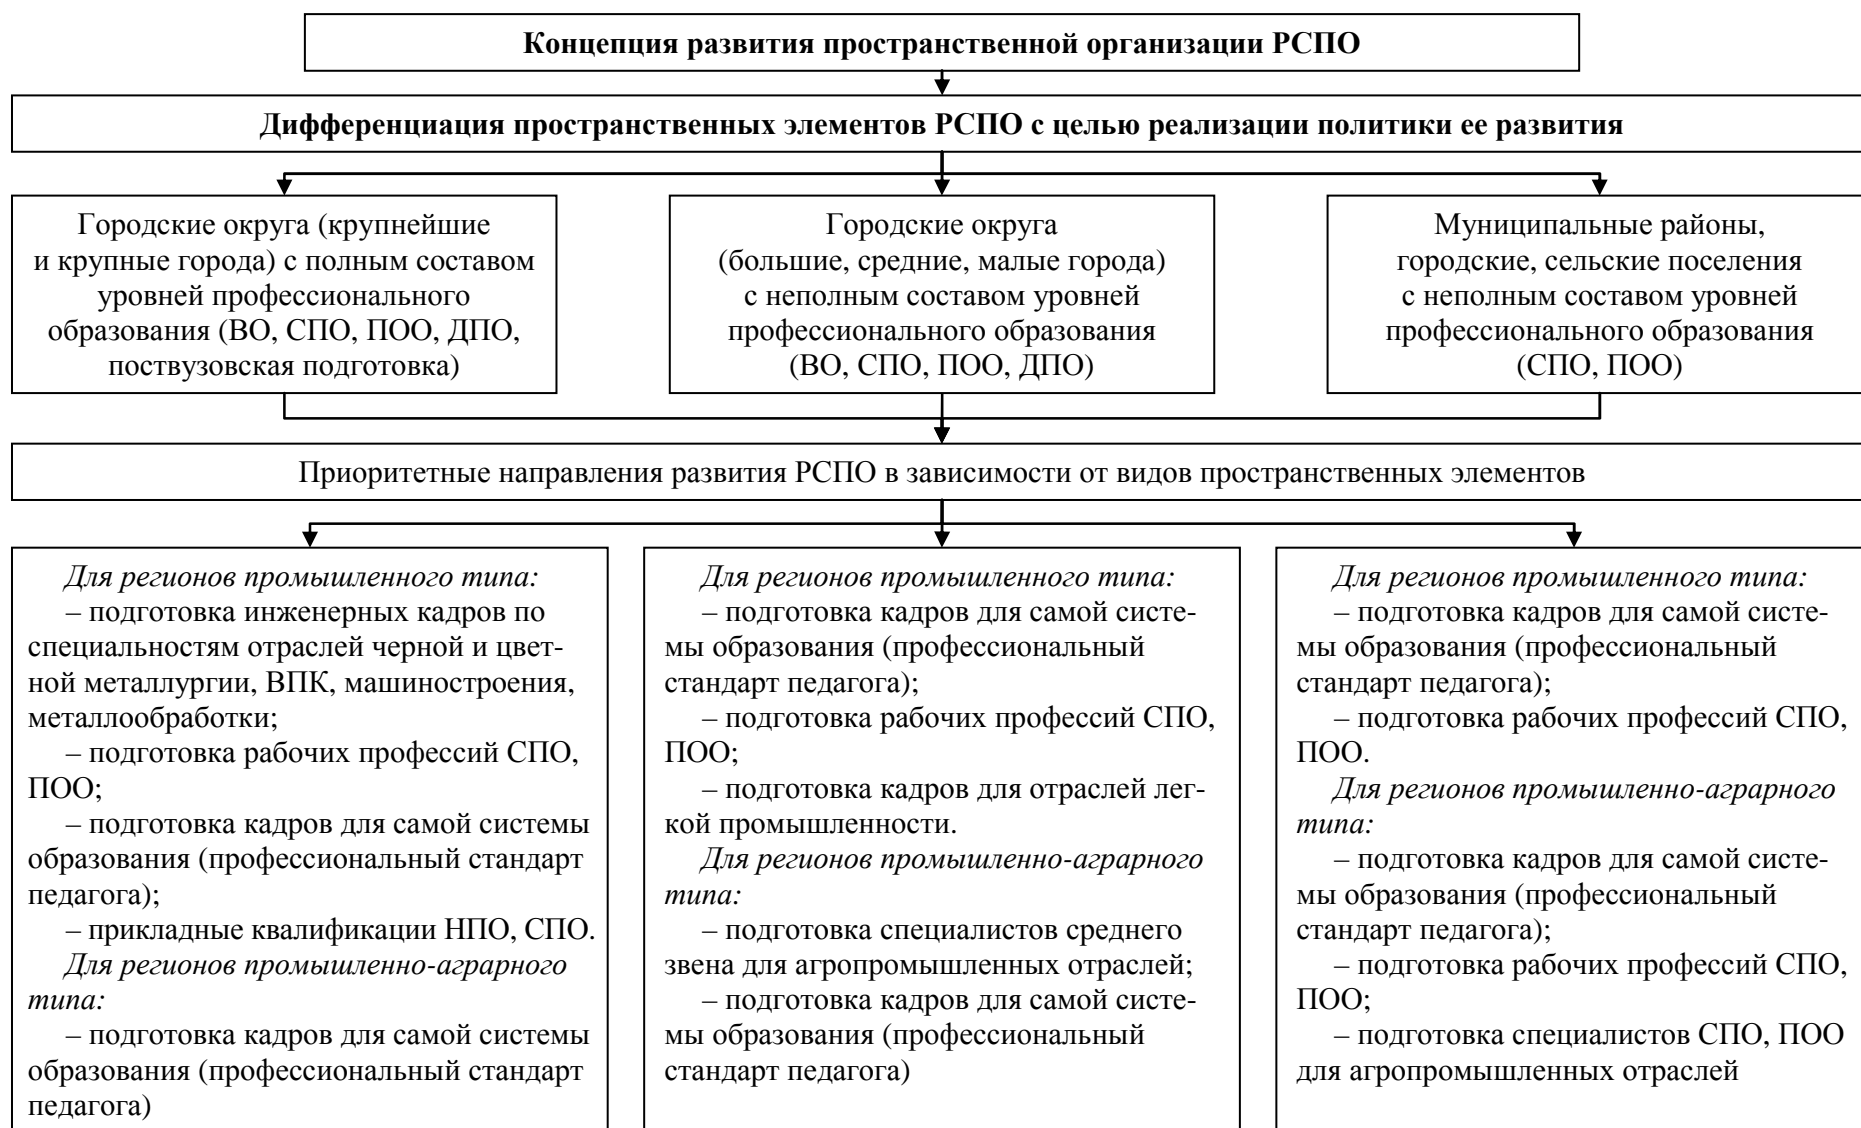 Концепция развития пространственной организации РСПО
Дифференциация пространственных элементов РСПО с целью реализации политики ее развития
Городские округа (крупнейшие
и крупные города) с полным составом
уровней профессионального
образования (ВО, СПО, ПОО, ДПО,
поствузовская подготовка)
Городские округа
(большие, средние, малые города)
с неполным составом уровней
профессионального образования
(ВО, СПО, ПОО, ДПО)
Муниципальные районы,
городские, сельские поселения
с неполным составом уровней
профессионального образования
(СПО, ПОО)
Приоритетные направления развития РСПО в зависимости от видов пространственных элементов
Для регионов промышленного типа:
– подготовка инженерных кадров по
специальностям отраслей черной и цвет-
ной металлургии, ВПК, машиностроения,
металлообработки;
– подготовка рабочих профессий СПО,
ПОО;
– подготовка кадров для самой системы
образования (профессиональный стандарт
педагога);
– прикладные квалификации НПО, СПО.
Для регионов промышленно-аграрного
типа:
– подготовка кадров для самой системы
образования (профессиональный стандарт
педагога)
Для регионов промышленного типа:
– подготовка кадров для самой систе-
мы образования (профессиональный
стандарт педагога);
– подготовка рабочих профессий СПО,
ПОО;
– подготовка кадров для отраслей лег-
кой промышленности.
Для регионов промышленно-аграрного
типа:
– подготовка специалистов среднего
звена для агропромышленных отраслей;
– подготовка кадров для самой систе-
мы образования (профессиональный
стандарт педагога)
Для регионов промышленного типа:
– подготовка кадров для самой систе-
мы образования (профессиональный
стандарт педагога);
– подготовка рабочих профессий СПО,
ПОО.
Для регионов промышленно-аграрного
типа:
– подготовка кадров для самой систе-
мы образования (профессиональный
стандарт педагога);
– подготовка рабочих профессий СПО,
ПОО;
– подготовка специалистов СПО, ПОО
для агропромышленных отраслей